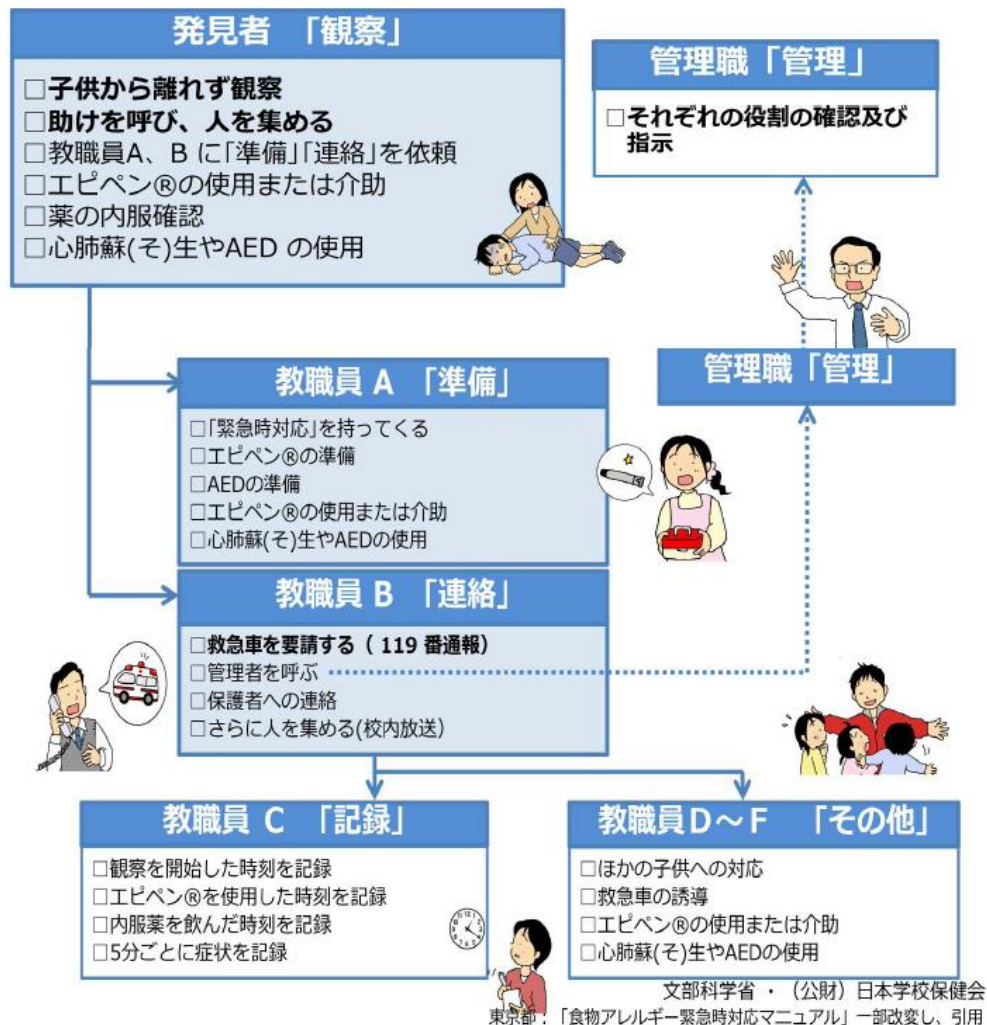 発見者 「観察」
□子供から離れず観察
□助けを呼び、人を集める
□教職員A、B に「準備」「連絡」を依頼
□エピペン®の使用または介助
□薬の内服確認
□心肺蘇(そ)生やAED の使用
管理職「管理」
□それぞれの役割の確認及び
指示
管理職「管理」
教職員 A 「準備」
□「緊急時対応」を持ってくる
□エピペン®の準備
□AEDの準備
□エピペン®の使用または介助
□心肺蘇(そ)生やAEDの使用
教職員 B 「連絡」
□救急車を要請する（ 119 番通報）
□管理者を呼ぶ
□保護者への連絡
□さらに人を集める(校内放送）
教職員 C 「記録」
□観察を開始した時刻を記録
□エピペン®を使用した時刻を記録
□内服薬を飲んだ時刻を記録
□5分ごとに症状を記録
教職員D～F 「その他」
□ほかの子供への対応
□救急車の誘導
□エピペン®の使用または介助
□心肺蘇(そ)生やAEDの使用
文部科学省 ・（公財）日本学校保健会
東京都：「食物アレルギー緊急時対応マニュアル」一部改変し、引用